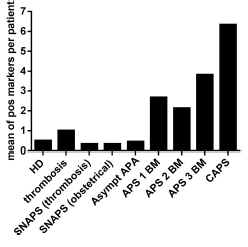 mean of pos markers per patient
7
6
5
4
3
2
1
0
HD
thrombosis
SNAPS (thrombosis)
SNAPS (obstetrical)
Asympt APA
APS 1 BM
APS 2 BM
APS 3 BM
CAPS